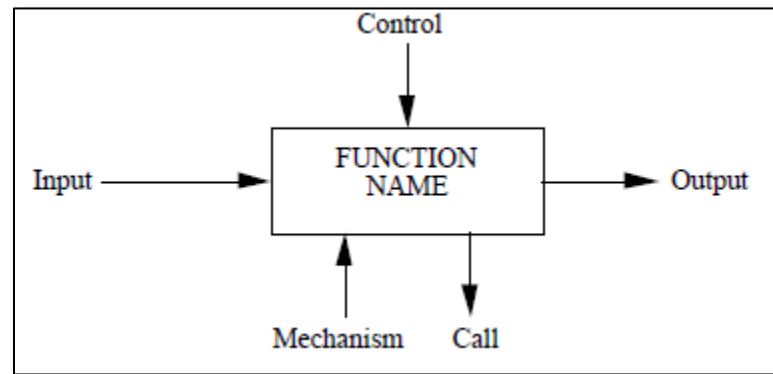 Control
FUNCTION
NAME
Input
Output
Mechanism
Call